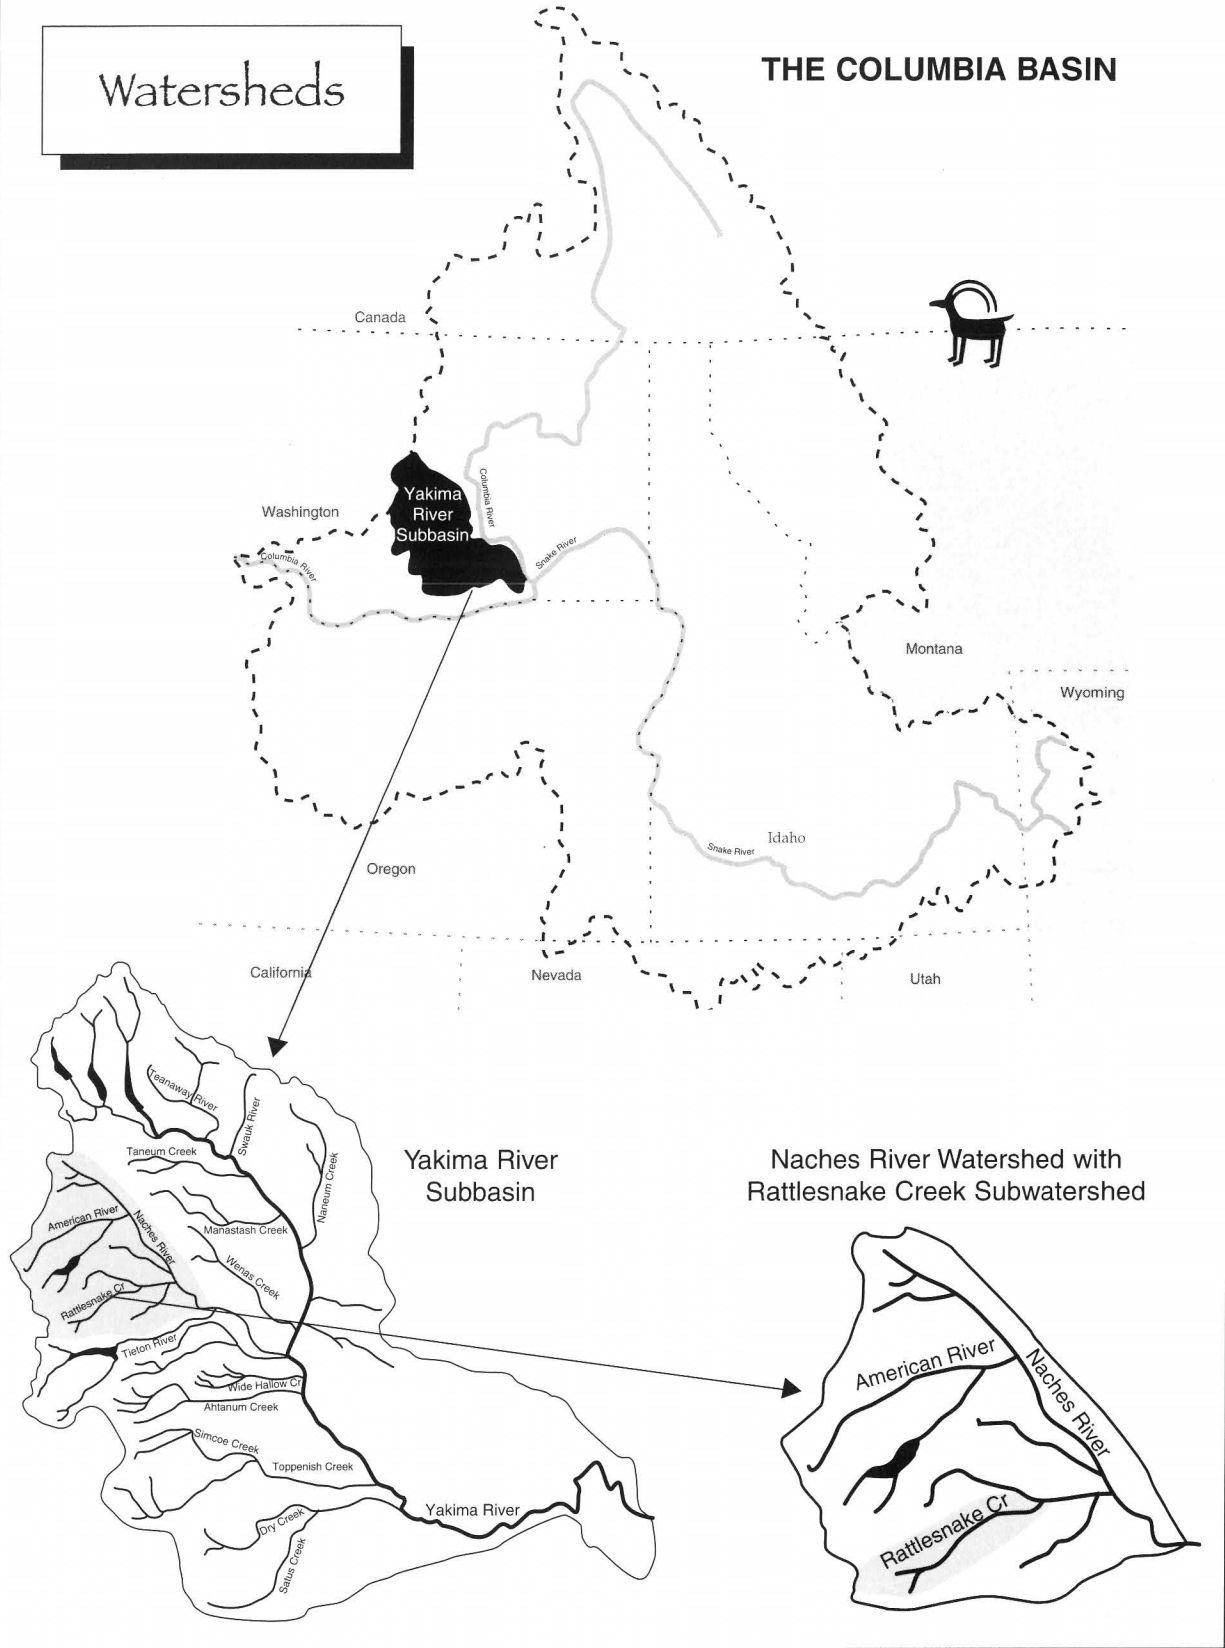 Watersheds
THE COLUMBIA BASIN
Canada
Columbia River
Yakima
River
Subbasin
Washington
Snake River
Columbia River
Montana
Wyoming
Idaho
Snake River
Oregon
California
Nevada
Utah
Teanaway River
Swauk River
Taneum Creek
Naneum Creek
Yakima River
Subbasin
American River
Naches River
Manastash Creek
Wenas Creek
Rattlesnake Cr
Tieton River
Wide Hallow Cr
Ahtanum Creek
Simcoe Creek
Toppenish Creek
Yakima River
Dry Creek
Satus Creek
Naches River Watershed with
Rattlesnake Creek Subwatershed
American River
Naches River
Rattlesnake Cr